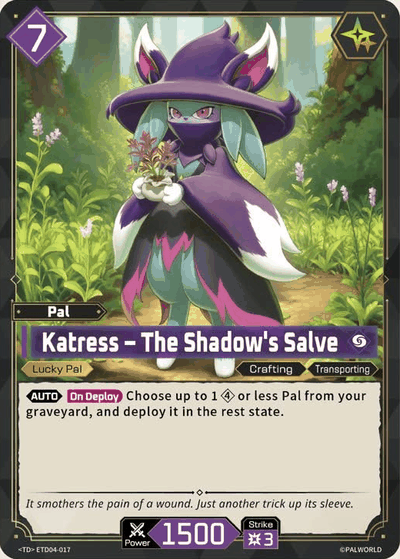 7
Pal
Katress – The Shadow's Salve
Lucky Pal
Crafting
Transporting
AUTO On Deploy Choose up to 1 4 or less Pal from your
graveyard, and deploy it in the rest state.
It smothers the pain of a wound. Just another trick up its sleeve.
<TD> ETD04-017
Power
1500
Strike
3
©PALWORLD